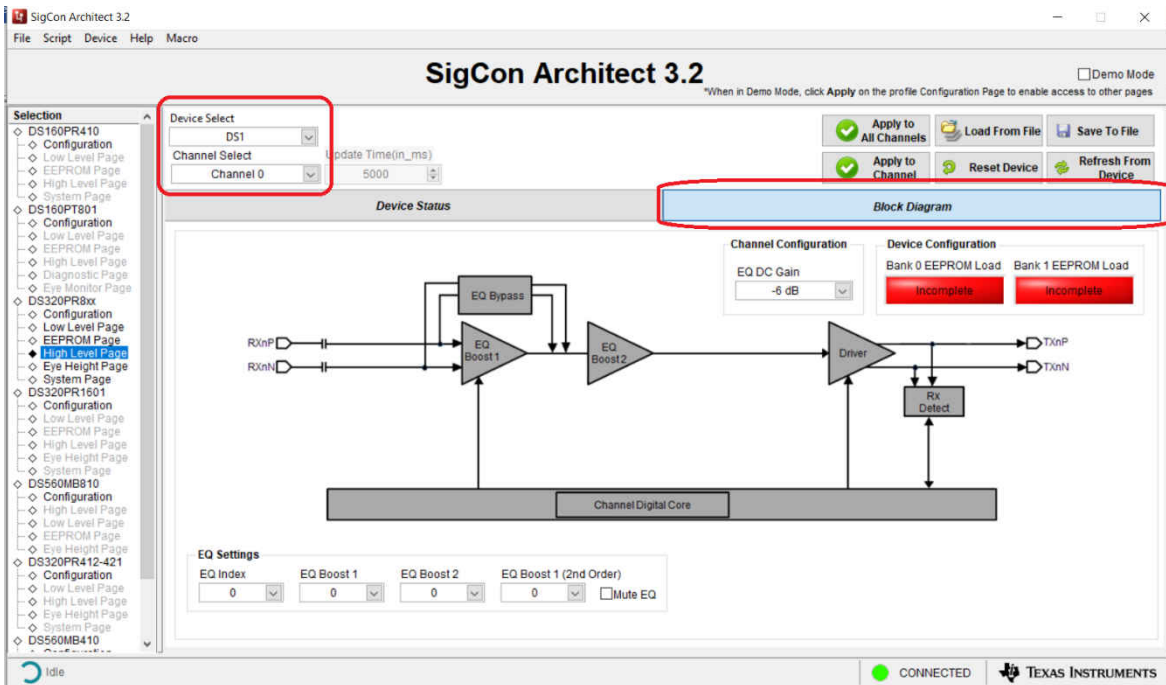 SigCon Architect 3.2
File Script Device Help Macro
SigCon Architect 3.2
Demo Mode
*When in Demo Mode, click Apply on the profile Configuration Page to enable access to other pages
Selection
DS160PR410
Configuration
Low Level Page
EEPROM Page
High Level Page
System Page
DS160PT801
Configuration
Low Level Page
EEPROM Page
High Level Page
Diagnostic Page
Eye Monitor Page
DS320PR8xx
Configuration
Low Level Page
EEPROM Page
High Level Page
Eye Height Page
System Page
DS320PR1601
Configuration
Low Level Page
EEPROM Page
High Level Page
Eye Height Page
System Page
DS560MB810
Configuration
High Level Page
Low Level Page
EEPROM Page
Eye Height Page
DS320PR412-421
Configuration
Low Level Page
High Level Page
Eye Height Page
System Page
DS560MB410
Device Select
DS1
Channel Select
Channel 0
Update Time(in_ms)
5000
Apply to All Channels
Load From File
Save To File
Apply to Channel
Reset Device
Refresh From Device
Device Status
Block Diagram
Channel Configuration
EQ DC Gain
-6 dB
Device Configuration
Bank 0 EEPROM Load Bank 1 EEPROM Load
Incomplete Incomplete
EQ Bypass
RXnP
RXnN
EQ
Boost 1
EQ
Boost2
Driver
TXnP
TXnN
Rx
Detect
Channel Digital Core
EQ Settings
EQ Index EQ Boost 1 EQ Boost 2 EQ Boost 1 (2nd Order)
0 0 0 0 Mute EQ
Idle
CONNECTED
TEXAS INSTRUMENTS